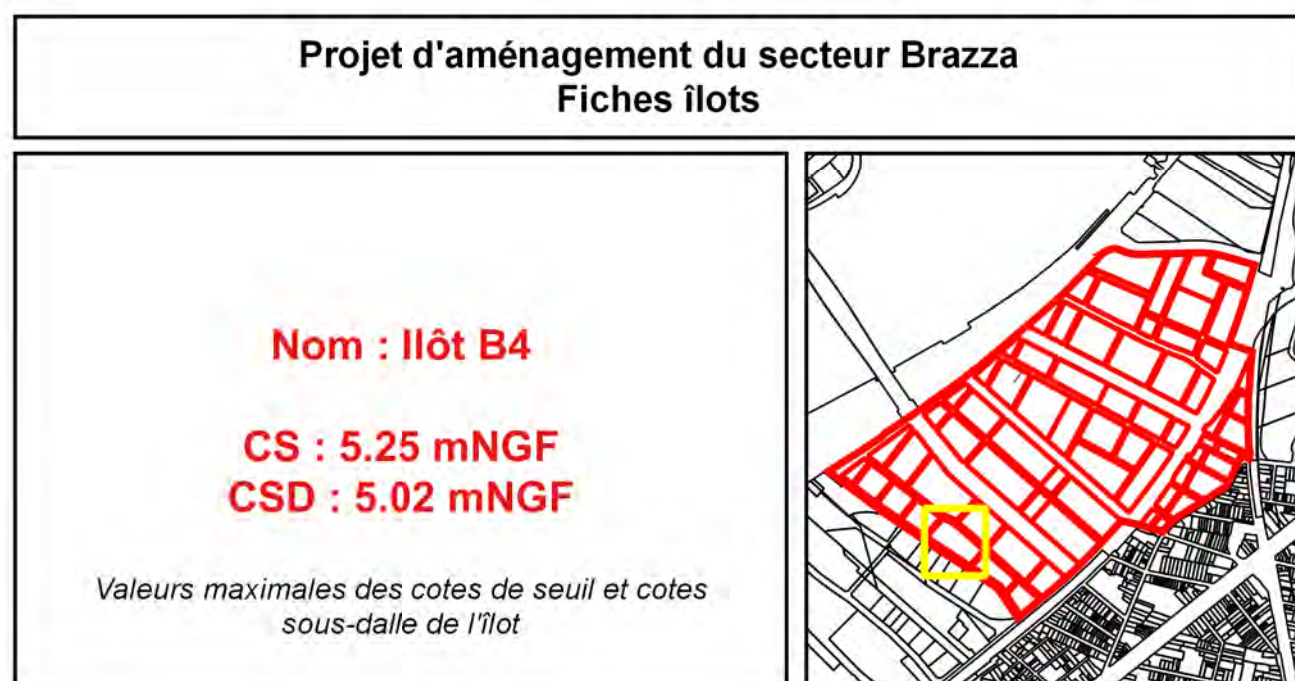 Projet d'aménagement du secteur Brazza
Fiches îlots
Nom : Ilôt B4
CS : 5.25 mNGF
CSD : 5.02 mNGF
Valeurs maximales des cotes de seuil et cotes
sous-dalle de l'îlot